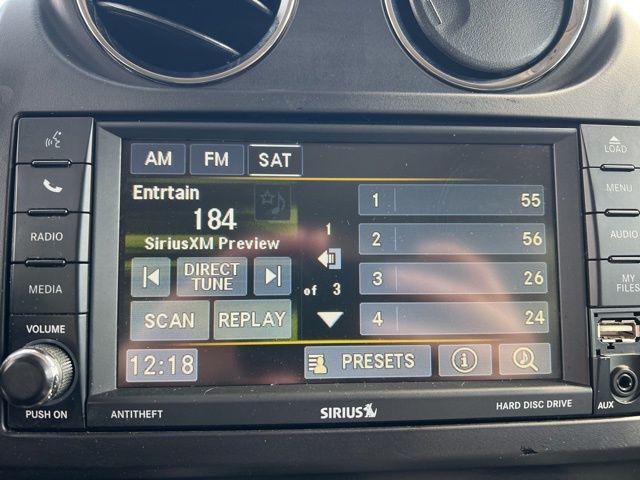 AM FM SAT
Entrtain
184
SiriusXM Preview
DIRECT
TUNE
SCAN REPLAY
1
of 3
1 55
2 56
3 26
4 24
12:18 PRESETS
RADIO
MEDIA
VOLUME
PUSH ON
ANTITHEFT
SIRIUS
HARD DISC DRIVE
LOAD
MENU
AUDIO
MY
FILES
AUX